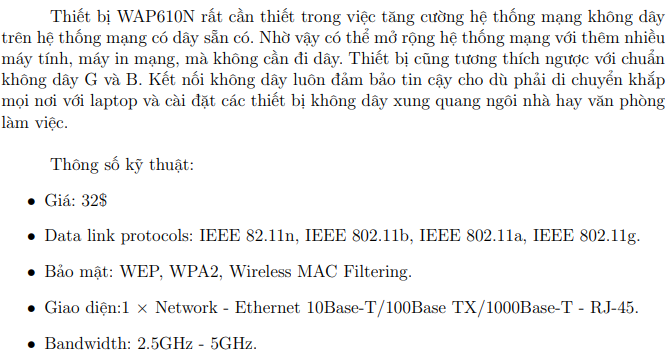 Thiết bị WAP610N rất cần thiết trong việc tăng cường hệ thống mạng không dây
trên hệ thống mạng có dây sẵn có. Nhờ vậy có thể mở rộng hệ thống mạng với thêm nhiều
máy tính, máy in mạng, mà không cần đi dây. Thiết bị cũng tương thích ngược với chuẩn
không dây G và B. Kết nối không dây luôn đảm bảo tin cậy cho dù phải di chuyển khắp
mọi nơi với laptop và cài đặt các thiết bị không dây xung quang ngôi nhà hay văn phòng
làm việc.
Thông số kỹ thuật:
• Giá: 32$
• Data link protocols: IEEE 82.11n, IEEE 802.11b, IEEE 802.11a, IEEE 802.11g.
• Bảo mật: WEP, WPA2, Wireless MAC Filtering.
• Giao diện:1 × Network - Ethernet 10Base-T/100Base TX/1000Base-T - RJ-45.
• Bandwidth: 2.5GHz - 5GHz.